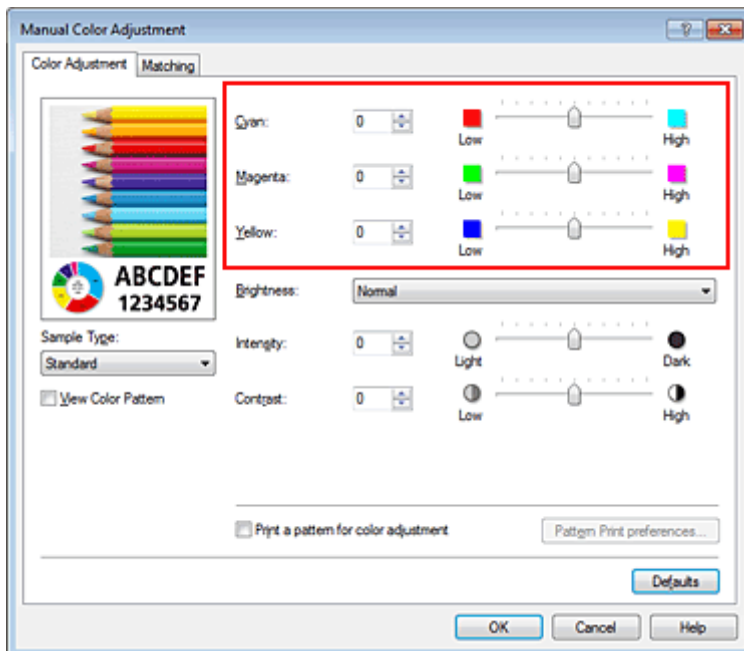 Manual Color Adjustment
Color Adjustment Matching
Cyan: 0 Low High
Magenta: 0 Low High
Yellow: 0 Low High
ABCDEF
1234567
Brightness: Normal
Sample Type:
Standard
Intensity: 0 Light Dark
View Color Pattern
Contrast: 0 Low High
Print a pattern for color adjustment Pattern Print preferences...
Defaults
OK Cancel Help